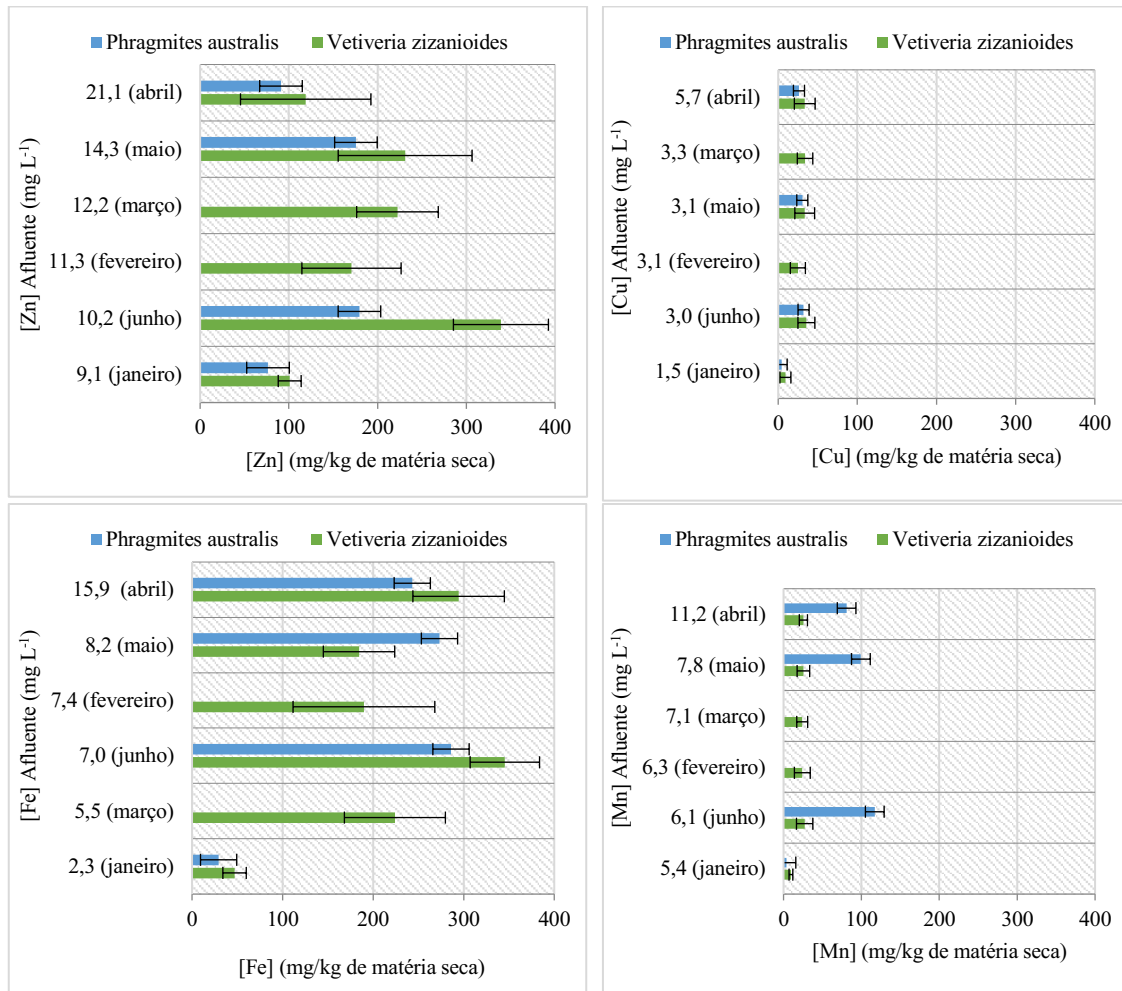 Phragmites australis Vetiveria zizanioides
21,1 (abril)
14,3 (maio)
12,2 (março)
11,3 (fevereiro)
10,2 (junho)
9,1 (janeiro)
[Zn] Afluente (mg L-1)
0 100 200 300 400
[Zn] (mg/kg de matéria seca)
Phragmites australis Vetiveria zizanioides
5,7 (abril)
3,3 (março)
3,1 (maio)
3,1 (fevereiro)
3,0 (junho)
1,5 (janeiro)
[Cu] Afluente (mg L-1)
0 100 200 300 400
[Cu] (mg/kg de matéria seca)
Phragmites australis Vetiveria zizanioides
15,9 (abril)
8,2 (maio)
7,4 (fevereiro)
7,0 (junho)
5,5 (março)
2,3 (janeiro)
[Fe] Afluente (mg L-1)
0 100 200 300 400
[Fe] (mg/kg de matéria seca)
Phragmites australis Vetiveria zizanioides
11,2 (abril)
7,8 (maio)
7,1 (março)
6,3 (fevereiro)
6,1 (junho)
5,4 (janeiro)
[Mn] Afluente (mg L-1)
0 100 200 300 400
[Mn] (mg/kg de matéria seca)